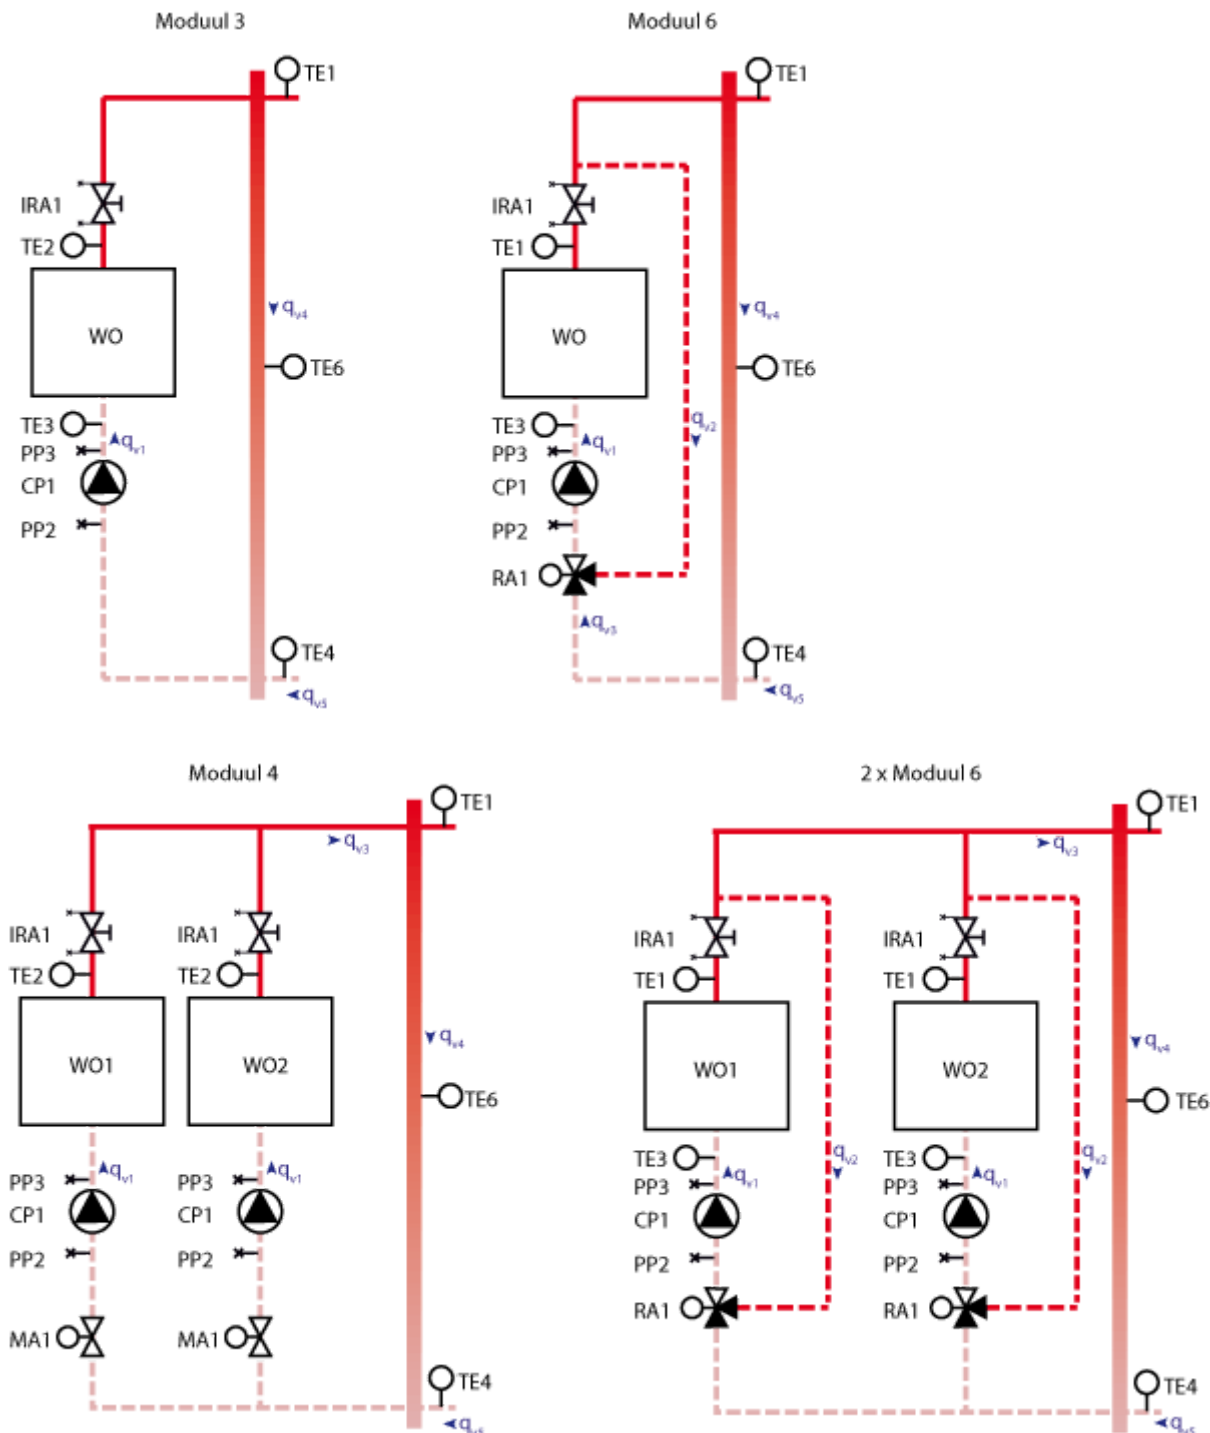 Moduul 3
TE1
IRA1
TE2
WO
qv4
TE6
TE3
qv1
PP3
CP1
PP2
TE4
qv5
Moduul 6
TE1
IRA1
TE1
WO
qv4
TE6
qv2
TE3
qv1
PP3
CP1
PP2
RA1
qv3
TE4
qv5
Moduul 4
TE1
qv3
IRA1 IRA1
TE2 TE2
WO1 WO2
qv4
TE6
PP3 qv1 PP3 qv1
CP1 CP1
PP2 PP2
MA1 MA1
TE4
qv5
2 x Moduul 6
TE1
qv3
IRA1 IRA1
TE1 TE1
WO1 WO2
qv4
TE6
TE3 qv2 TE3 qv2
PP3 qv1 PP3 qv1
CP1 CP1
PP2 PP2
RA1 RA1
TE4
qv5